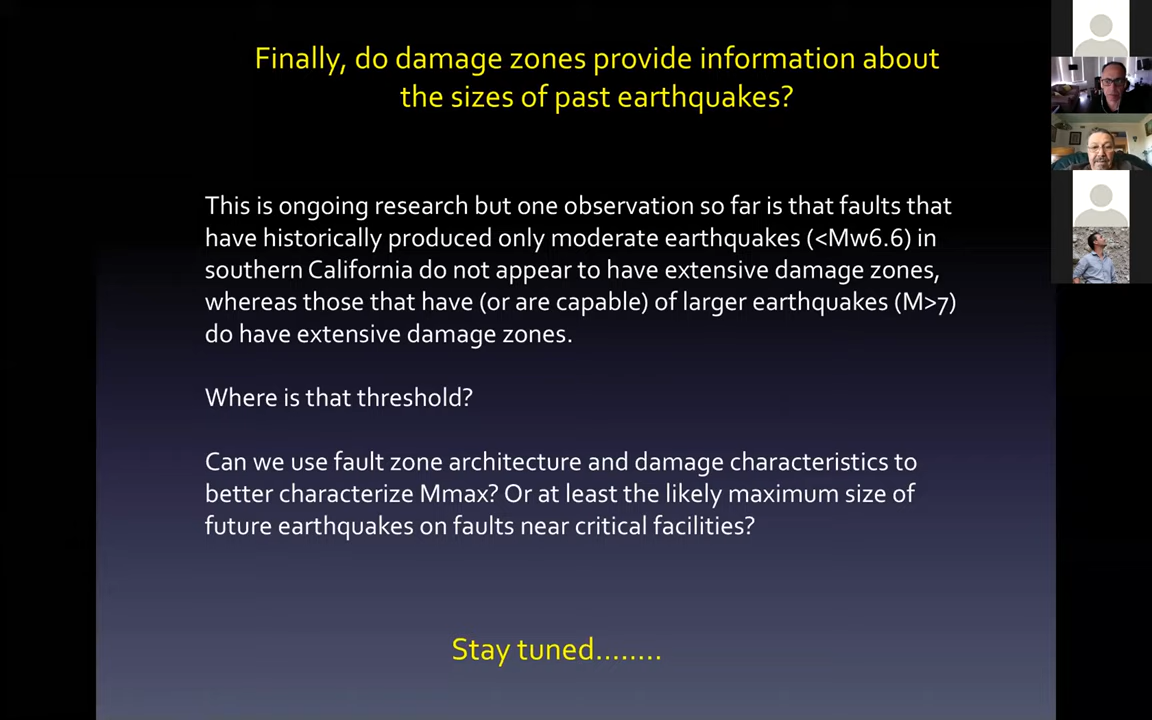 Finally, do damage zones provide information about
the sizes of past earthquakes?
This is ongoing research but one observation so far is that faults that
have historically produced only moderate earthquakes (<Mw6.6) in
southern California do not appear to have extensive damage zones,
whereas those that have (or are capable) of larger earthquakes (M>7)
do have extensive damage zones.
Where is that threshold?
Can we use fault zone architecture and damage characteristics to
better characterize Mmax? Or at least the likely maximum size of
future earthquakes on faults near critical facilities?
Stay tuned........